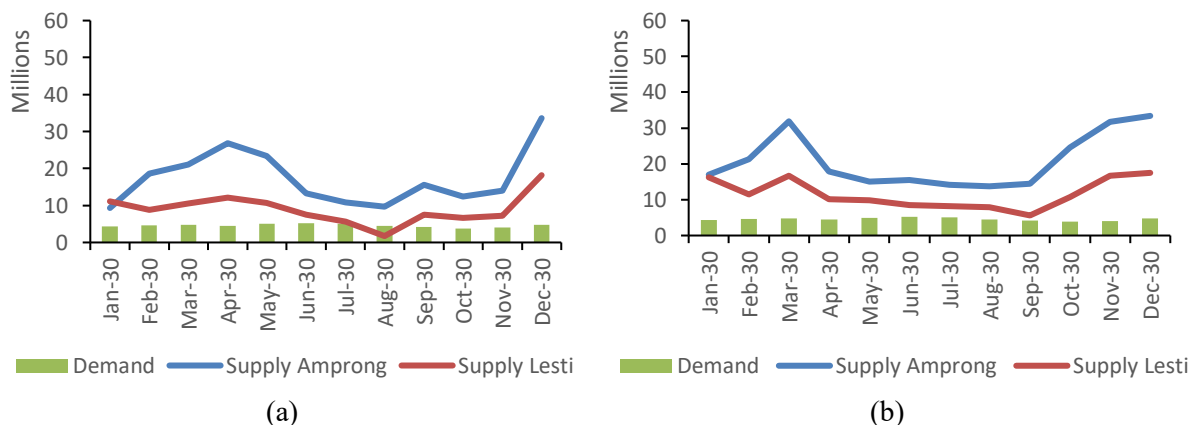 Millions
60
50
40
30
20
10
0
Jan-30
Feb-30
Mar-30
Apr-30
May-30
Jun-30
Jul-30
Aug-30
Sep-30
Oct-30
Nov-30
Dec-30
Demand Supply Amprong Supply Lesti
(a)
Millions
60
50
40
30
20
10
0
Jan-30
Feb-30
Mar-30
Apr-30
May-30
Jun-30
Jul-30
Aug-30
Sep-30
Oct-30
Nov-30
Dec-30
Demand Supply Amprong Supply Lesti
(b)